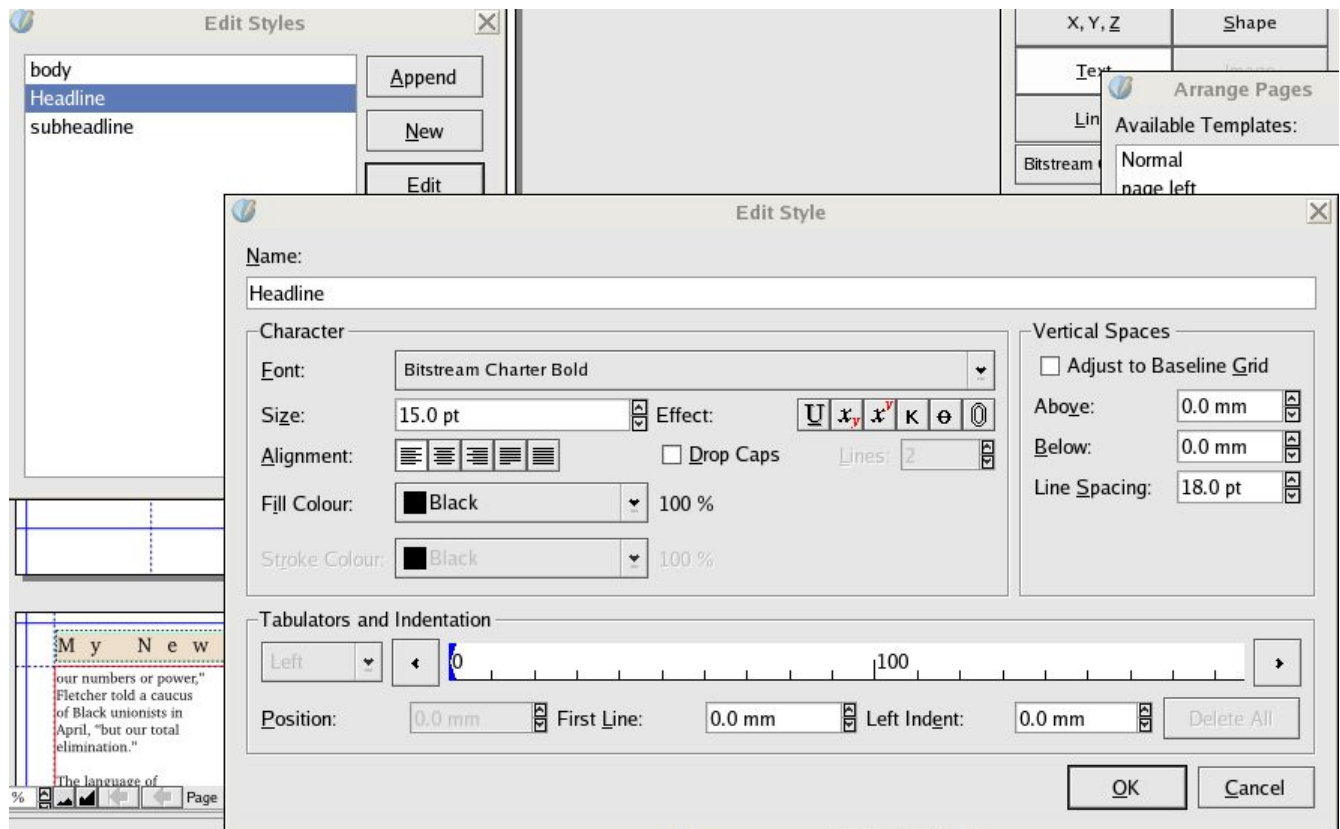 Edit Styles
body
Headline
subheadline
Append
New
Edit
X, Y, Z
Shape
Text
Image
Lin
Bitstream
Arrange Pages
Available Templates:
Normal
page left
Edit Style
Name:
Headline
Character
Font: Bitstream Charter Bold
Size: 15.0 pt Effect: U x y x y K o O
Alignment: Drop Caps Lines: 2
Fill Colour: Black 100 %
Stroke Colour: Black 100 %
Vertical Spaces
Adjust to Baseline Grid
Above: 0.0 mm
Below: 0.0 mm
Line Spacing: 18.0 pt
Tabulators and Indentation
Left 0 100
Position: 0.0 mm First Line: 0.0 mm Left Indent: 0.0 mm Delete All
OK Cancel
My New
our numbers or power,"
Fletcher told a caucus
of Black unionists in
April, "but our total
elimination."
The language of
% Page